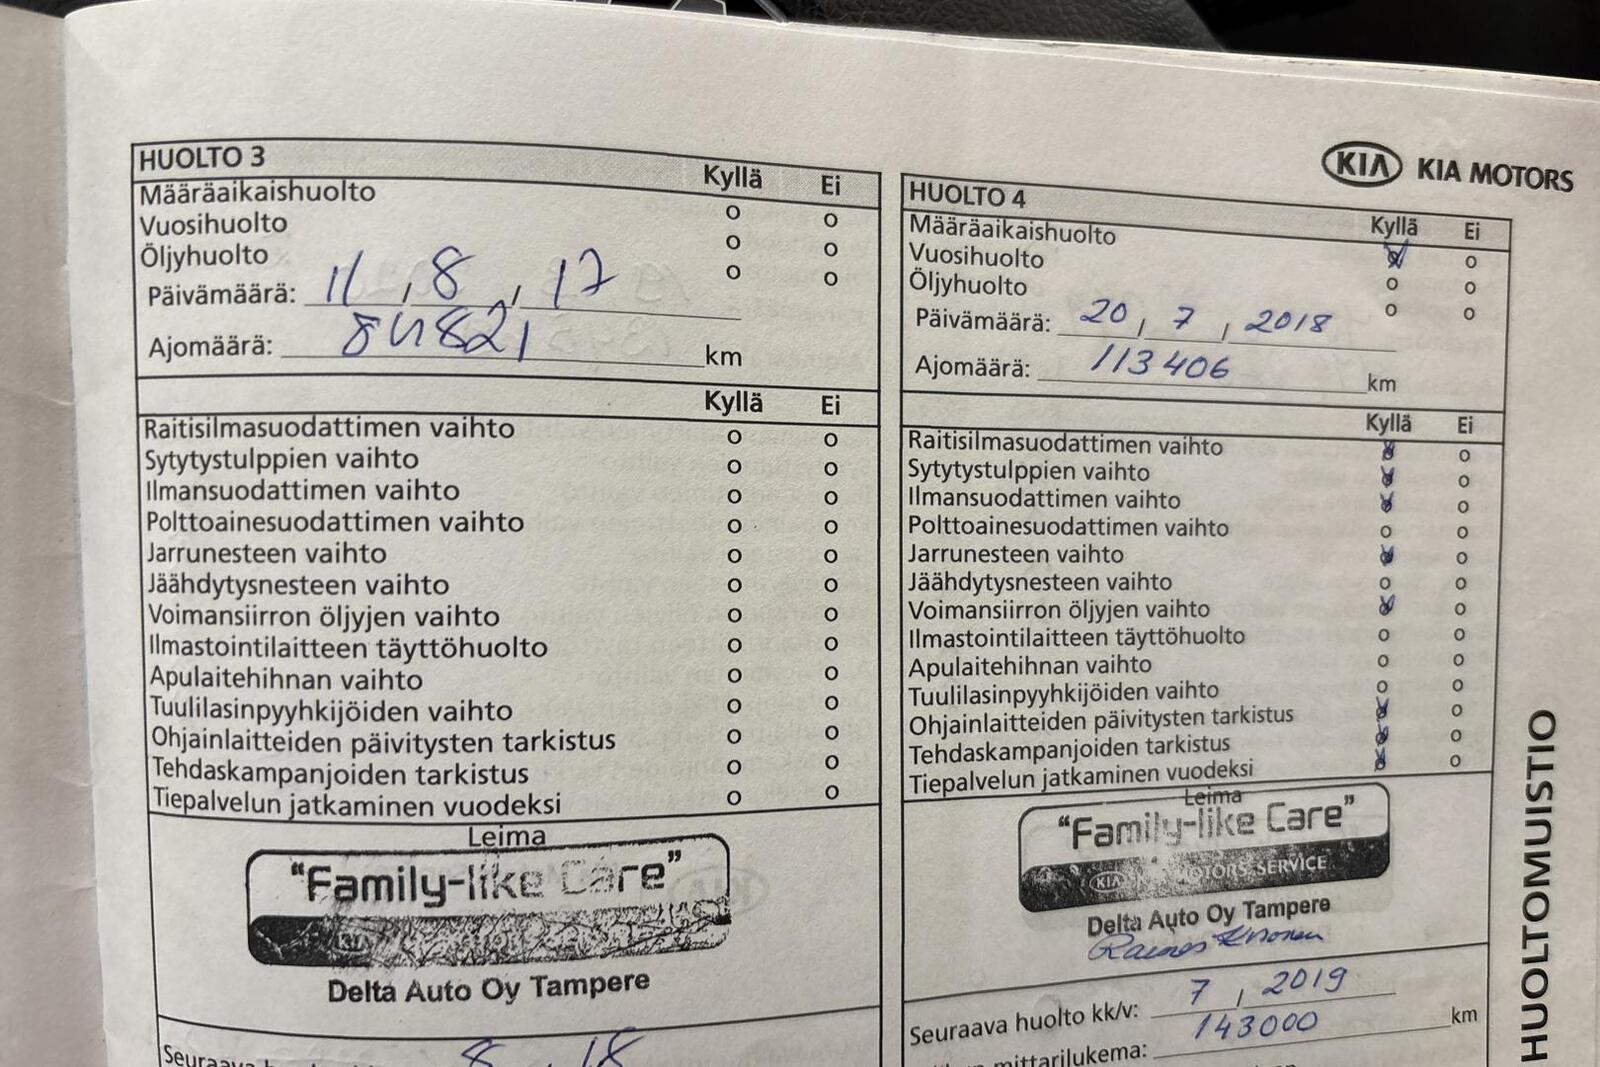 HUOLTO 3
Kyllä Ei
Määräaikaishuolto o o
Vuosihuolto o o
Öljyhuolto o o
Päivämäärä: 11 , 8 , 17
Ajomäärä: 84821 km
Kyllä Ei
Raitisilmasuodattimen vaihto o o
Sytytystulppien vaihto o o
Ilmansuodattimen vaihto o o
Polttoainesuodattimen vaihto o o
Jarrunesteen vaihto o o
Jäähdytysnesteen vaihto o o
Voimansiirron öljyjen vaihto o o
Ilmastointilaitteen täyttöhuolto o o
Apulaitehihnan vaihto o o
Tuulilasinpyyhkijöiden vaihto o o
Ohjainlaitteiden päivitysten tarkistus o o
Tehdaskampanjoiden tarkistus o o
Tiepalvelun jatkaminen vuodeksi o o
Leima
"Family-like Care"
KIA
Delta Auto Oy Tampere
Seuraava
8 , 18
KIA KIA MOTORS
HUOLTO 4
Kyllä Ei
Määräaikaishuolto o o
Vuosihuolto o o
Öljyhuolto o o
Päivämäärä: 20 , 7 , 2018
Ajomäärä: 113406 km
Kyllä Ei
Raitisilmasuodattimen vaihto o o
Sytytystulppien vaihto o o
Ilmansuodattimen vaihto o o
Polttoainesuodattimen vaihto o o
Jarrunesteen vaihto o o
Jäähdytysnesteen vaihto o o
Voimansiirron öljyjen vaihto o o
Ilmastointilaitteen täyttöhuolto o o
Apulaitehihnan vaihto o o
Tuulilasinpyyhkijöiden vaihto o o
Ohjainlaitteiden päivitysten tarkistus o o
Tehdaskampanjoiden tarkistus o o
Tiepalvelun jatkaminen vuodeksi o o
Leima
"Family-like Care"
KIA MOTORS SERVICE
Delta Auto Oy Tampere
Seuraava huolto kk/v: 7 , 2019
mittarilukema: 143000 km
HUOLTOMUISTIO